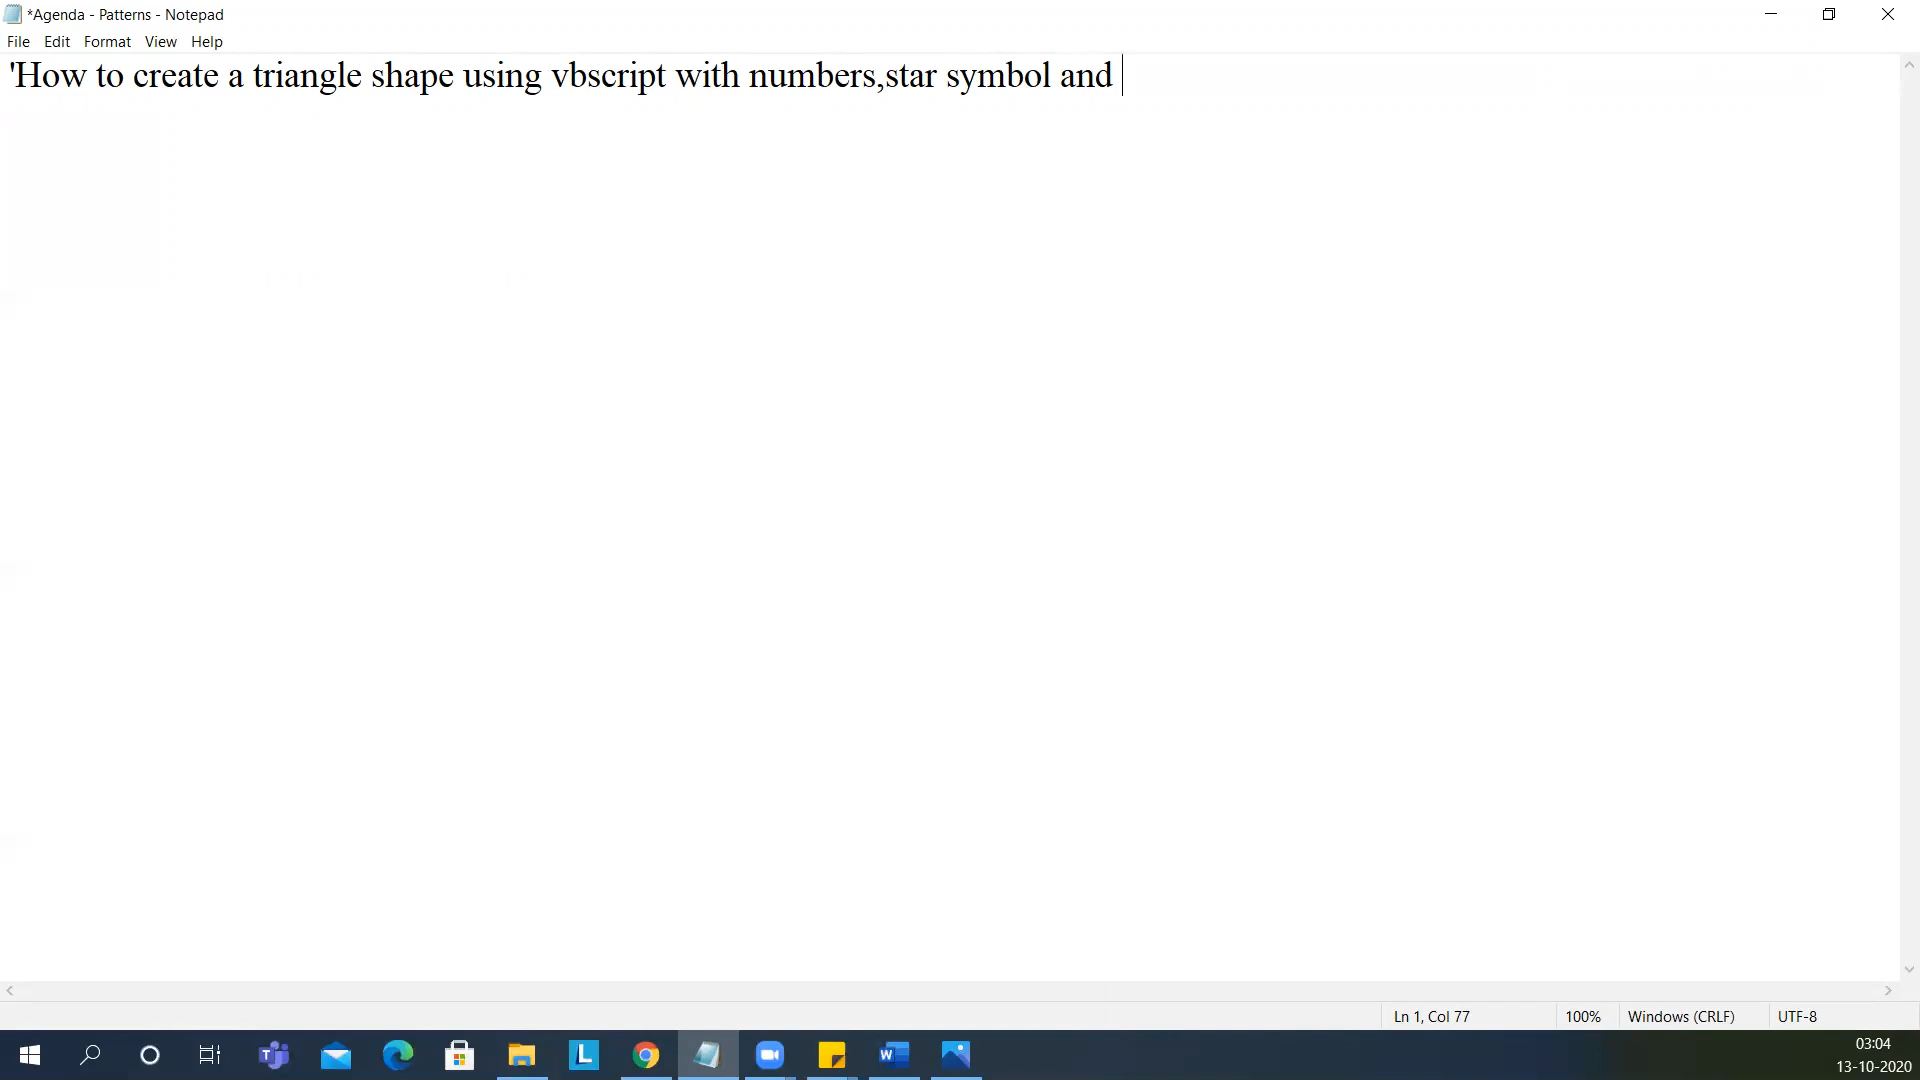 *Agenda - Patterns - Notepad
File Edit Format View Help
'How to create a triangle shape using vbscript with numbers,star symbol and
Ln 1, Col 77 100% Windows (CRLF) UTF-8
L
W
03:04
13-10-2020